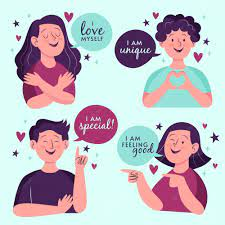 I
love
MYSELF
I AM
unique
I AM
special!
I AM
FEELING
good